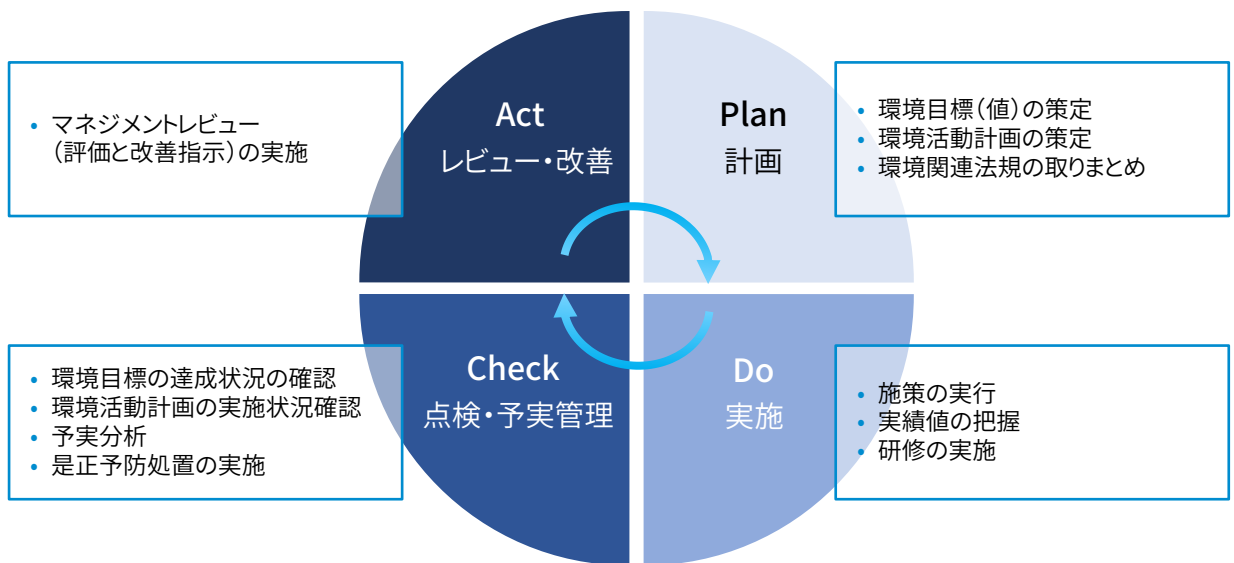 Act
レビュー・改善
• マネジメントレビュー
（評価と改善指示）の実施
Plan
計画
• 環境目標（値）の策定
• 環境活動計画の策定
• 環境関連法規の取りまとめ
Check
点検・予実管理
• 環境目標の達成状況の確認
• 環境活動計画の実施状況確認
• 予実分析
• 是正予防処置の実施
Do
実施
• 施策の実行
• 実績値の把握
• 研修の実施